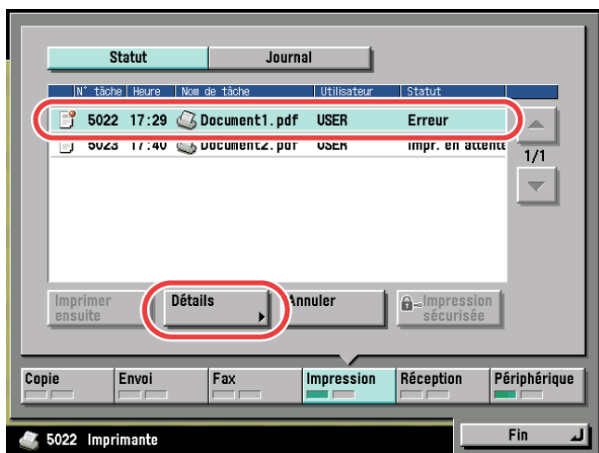 Statut Journal
N° tâche Heure Nom de tâche Utilisateur Statut
5022 17:29 Document1.pdf USER Erreur
5023 17:40 Document2.pdf USER Impr. en attente
1/1
Imprimer ensuite
Détails
Annuler
Impression sécurisée
Copie Envoi Fax Impression Réception Périphérique
5022 Imprimante
Fin